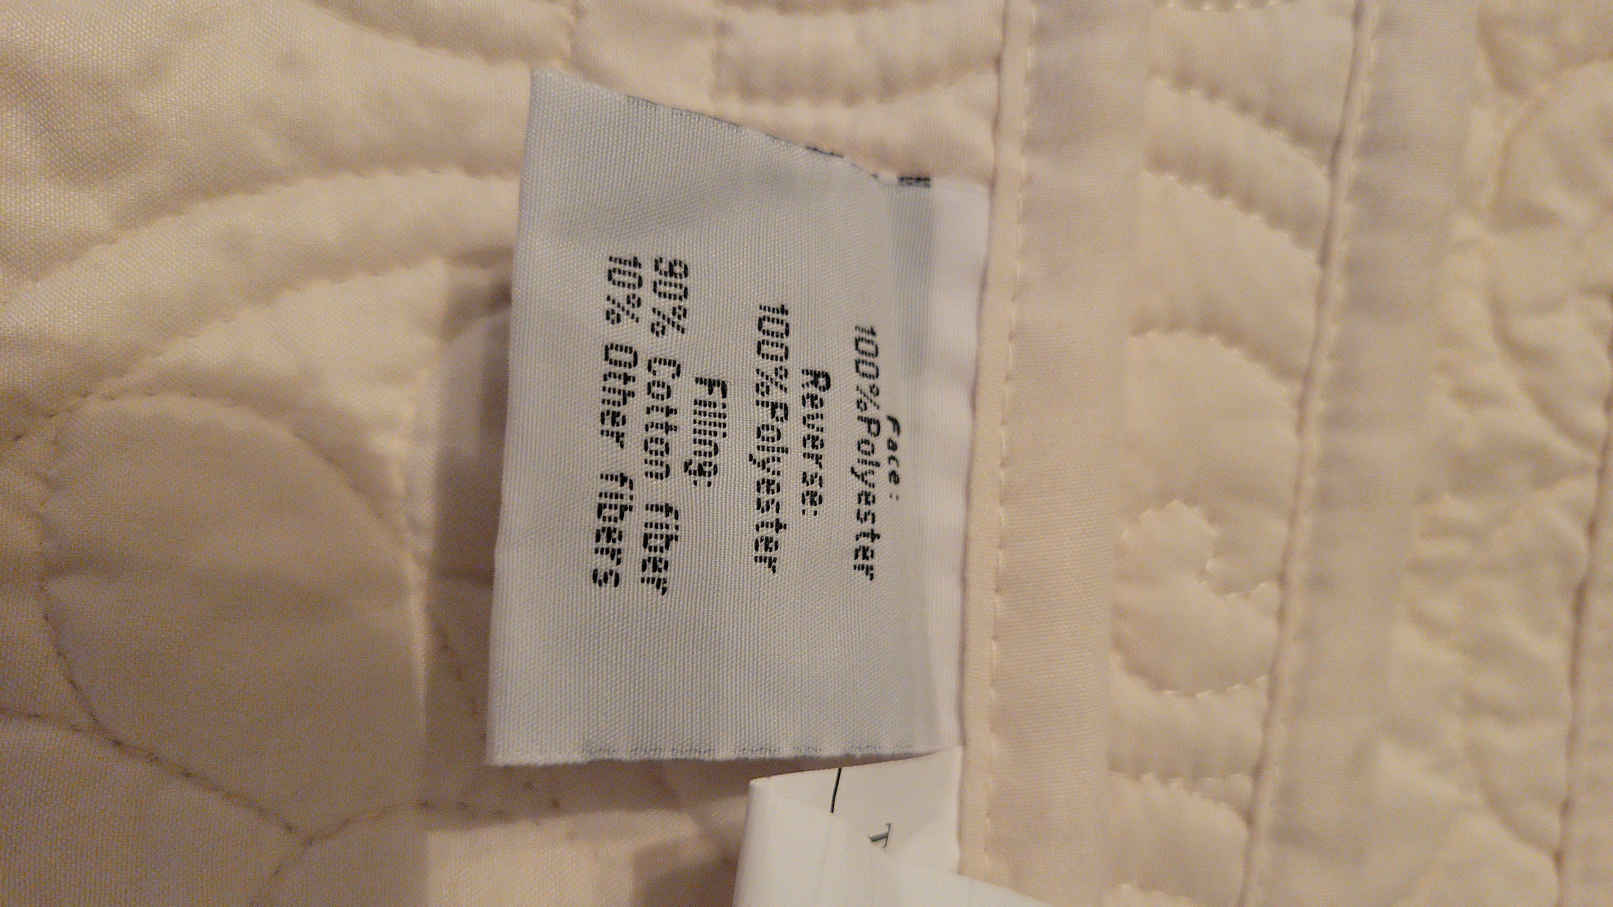 Face:
100%Polyester
Reverse:
100%Polyester
Filling:
90% Cotton fiber
10% Other fibers
T